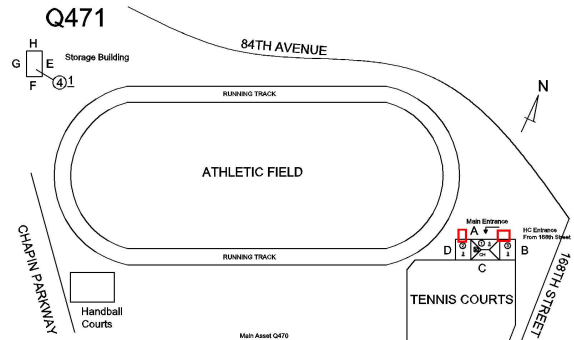 Q471
H
G E
F
Storage Building
4 1
84TH AVENUE
N
RUNNING TRACK
ATHLETIC FIELD
RUNNING TRACK
CHAPIN PARKWAY
Handball
Courts
Main Entrance
A
HC Entrance
From 168th Street
D
B
C
168TH STREET
TENNIS COURTS
Main Asset Q470